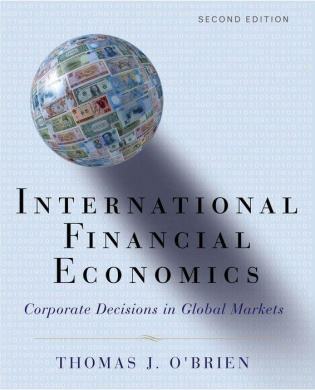 SECOND EDITION
INTERNATIONAL
FINANCIAL
ECONOMICS
Corporate Decisions in Global Markets
THOMAS J. O'BRIEN